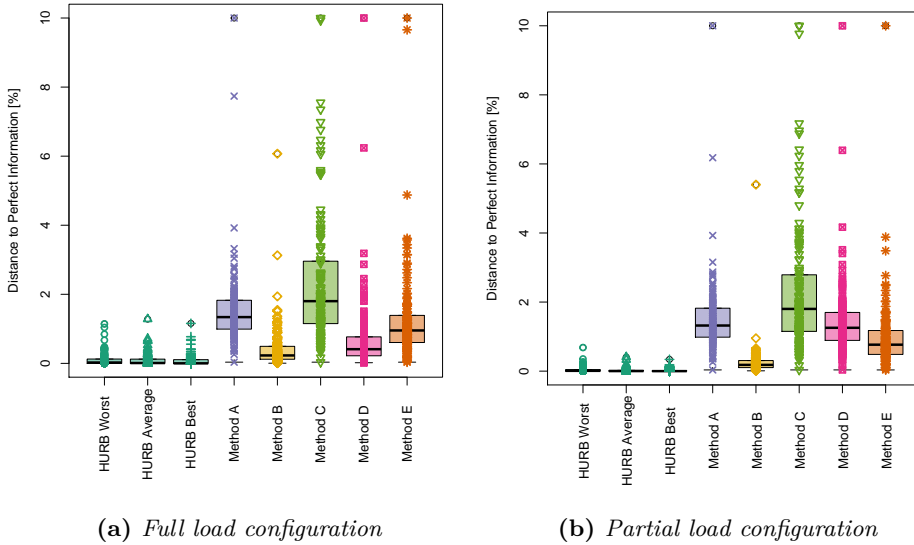 Distance to Perfect Information [%]
10
8
6
4
2
0
HURB Worst
HURB Average
HURB Best
Method A
Method B
Method C
Method D
Method E
(a) Full load configuration
Distance to Perfect Information [%]
10
8
6
4
2
0
HURB Worst
HURB Average
HURB Best
Method A
Method B
Method C
Method D
Method E
(b) Partial load configuration